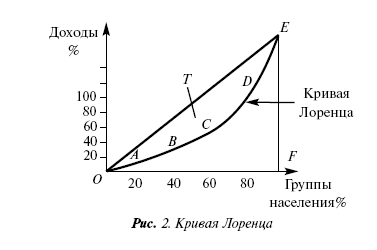 Доходы
%
E
T
D
100
80
60
40
20
Кривая
Лоренца
C
B
A
F
O
20
40
60
80
Группы
населения%
Рис. 2. Кривая Лоренца